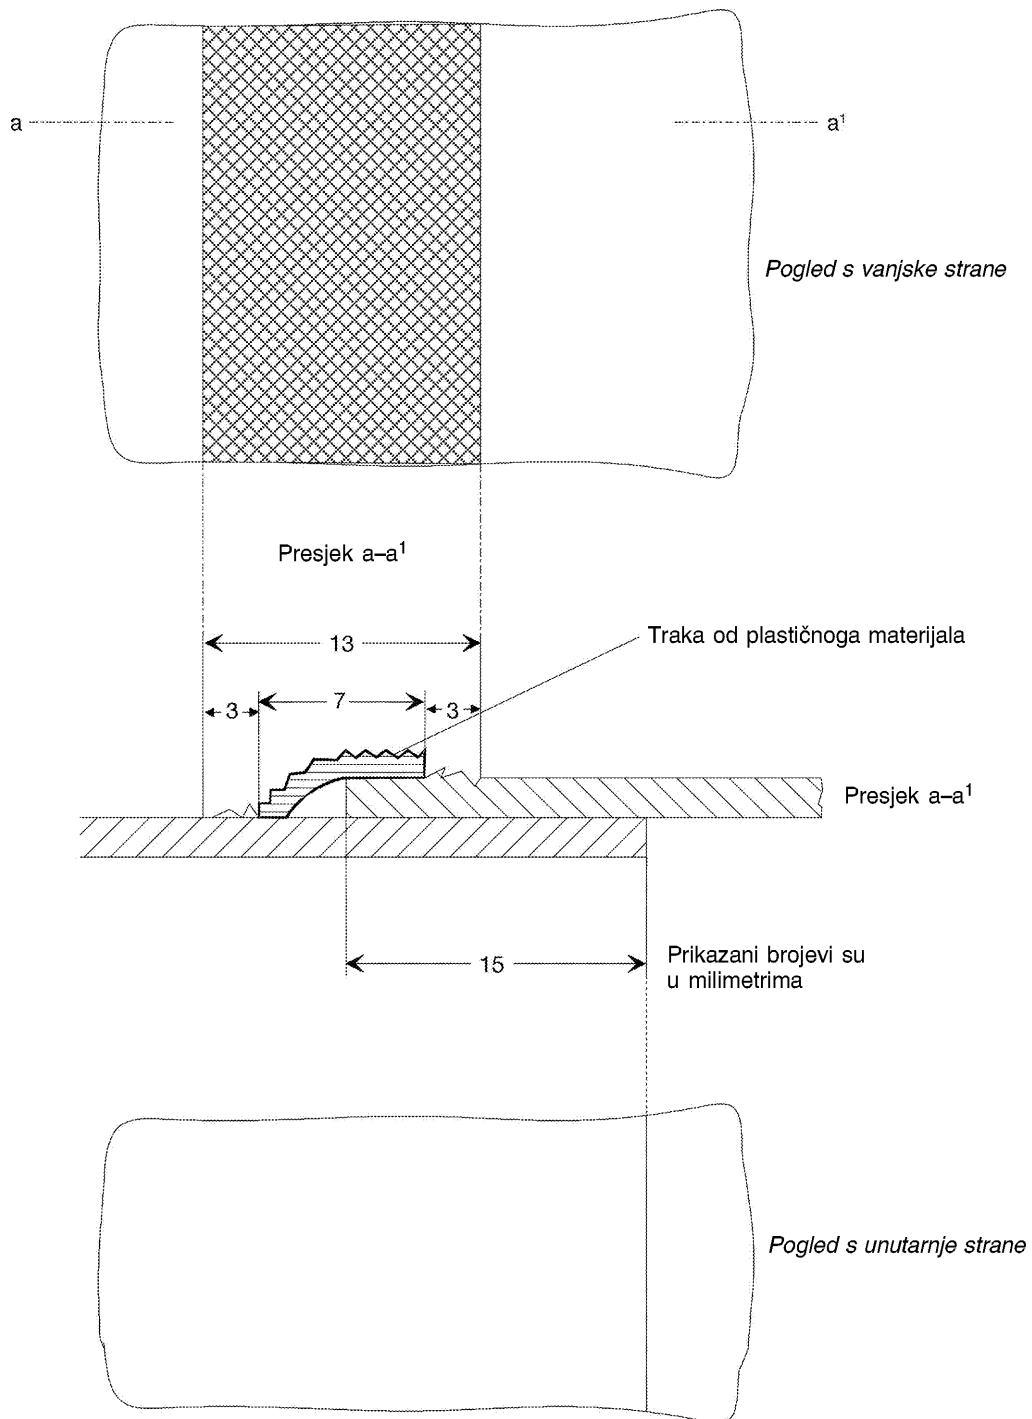 a
a¹
Pogled s vanjske strane
Presjek a–a¹
13
Traka od plastičnoga materijala
3
7
3
Presjek a–a¹
15
Prikazani brojevi su
u milimetrima
Pogled s unutarnje strane